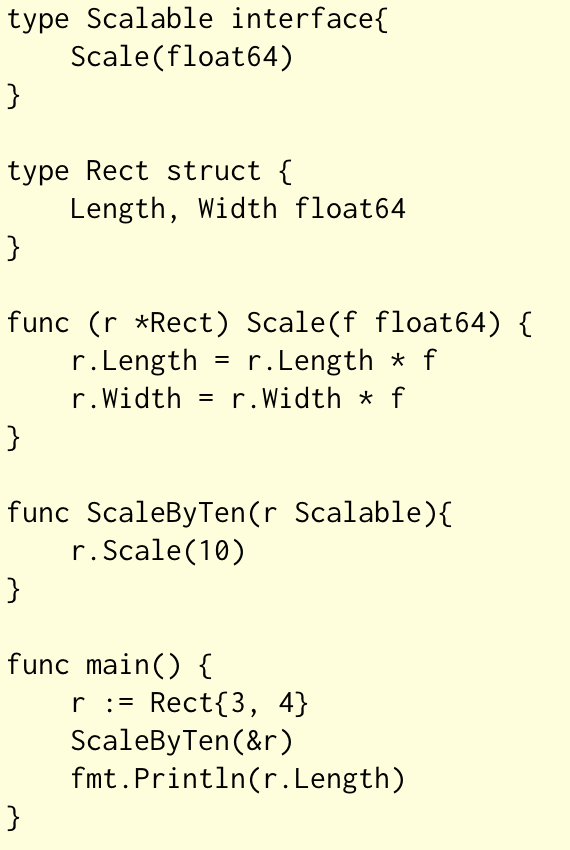 type Scalable interface{
    Scale(float64)
}

type Rect struct {
    Length, Width float64
}

func (r *Rect) Scale(f float64) {
    r.Length = r.Length * f
    r.Width = r.Width * f
}

func ScaleByTen(r Scalable){
    r.Scale(10)
}

func main() {
    r := Rect{3, 4}
    ScaleByTen(&r)
    fmt.Println(r.Length)
}